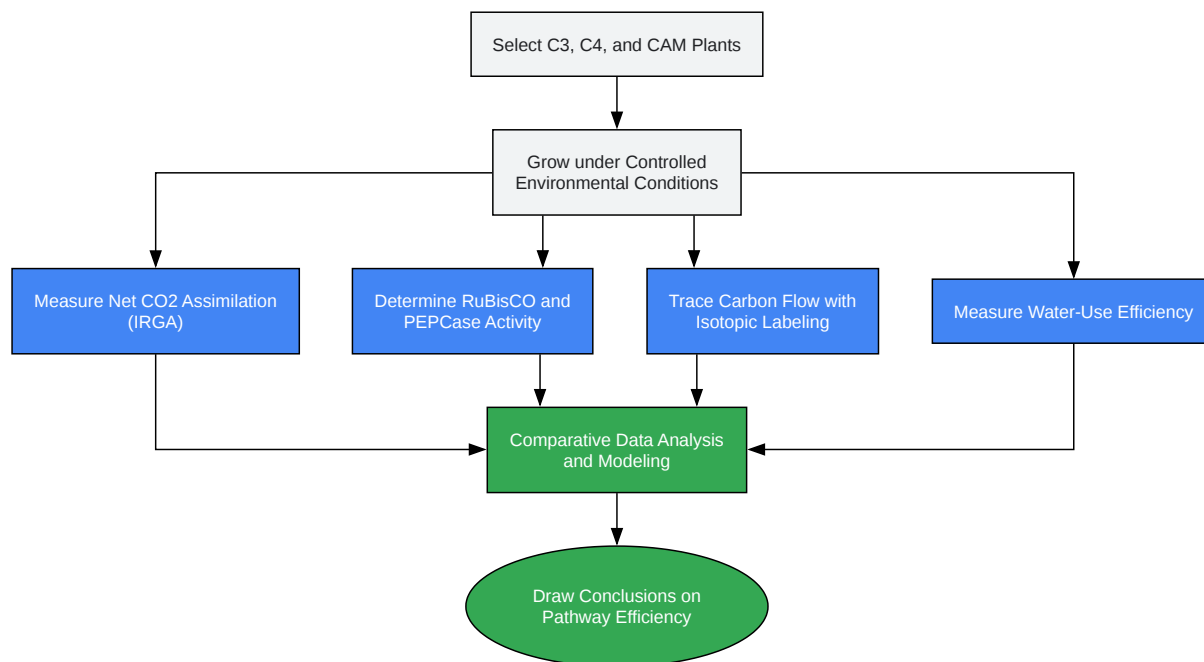 Select C3, C4, and CAM Plants
Grow under Controlled
Environmental Conditions
Measure Net CO2 Assimilation
(IRGA)
Determine RuBisCO and
PEPCase Activity
Trace Carbon Flow with
Isotopic Labeling
Measure Water-Use Efficiency
Comparative Data Analysis
and Modeling
Draw Conclusions on
Pathway Efficiency